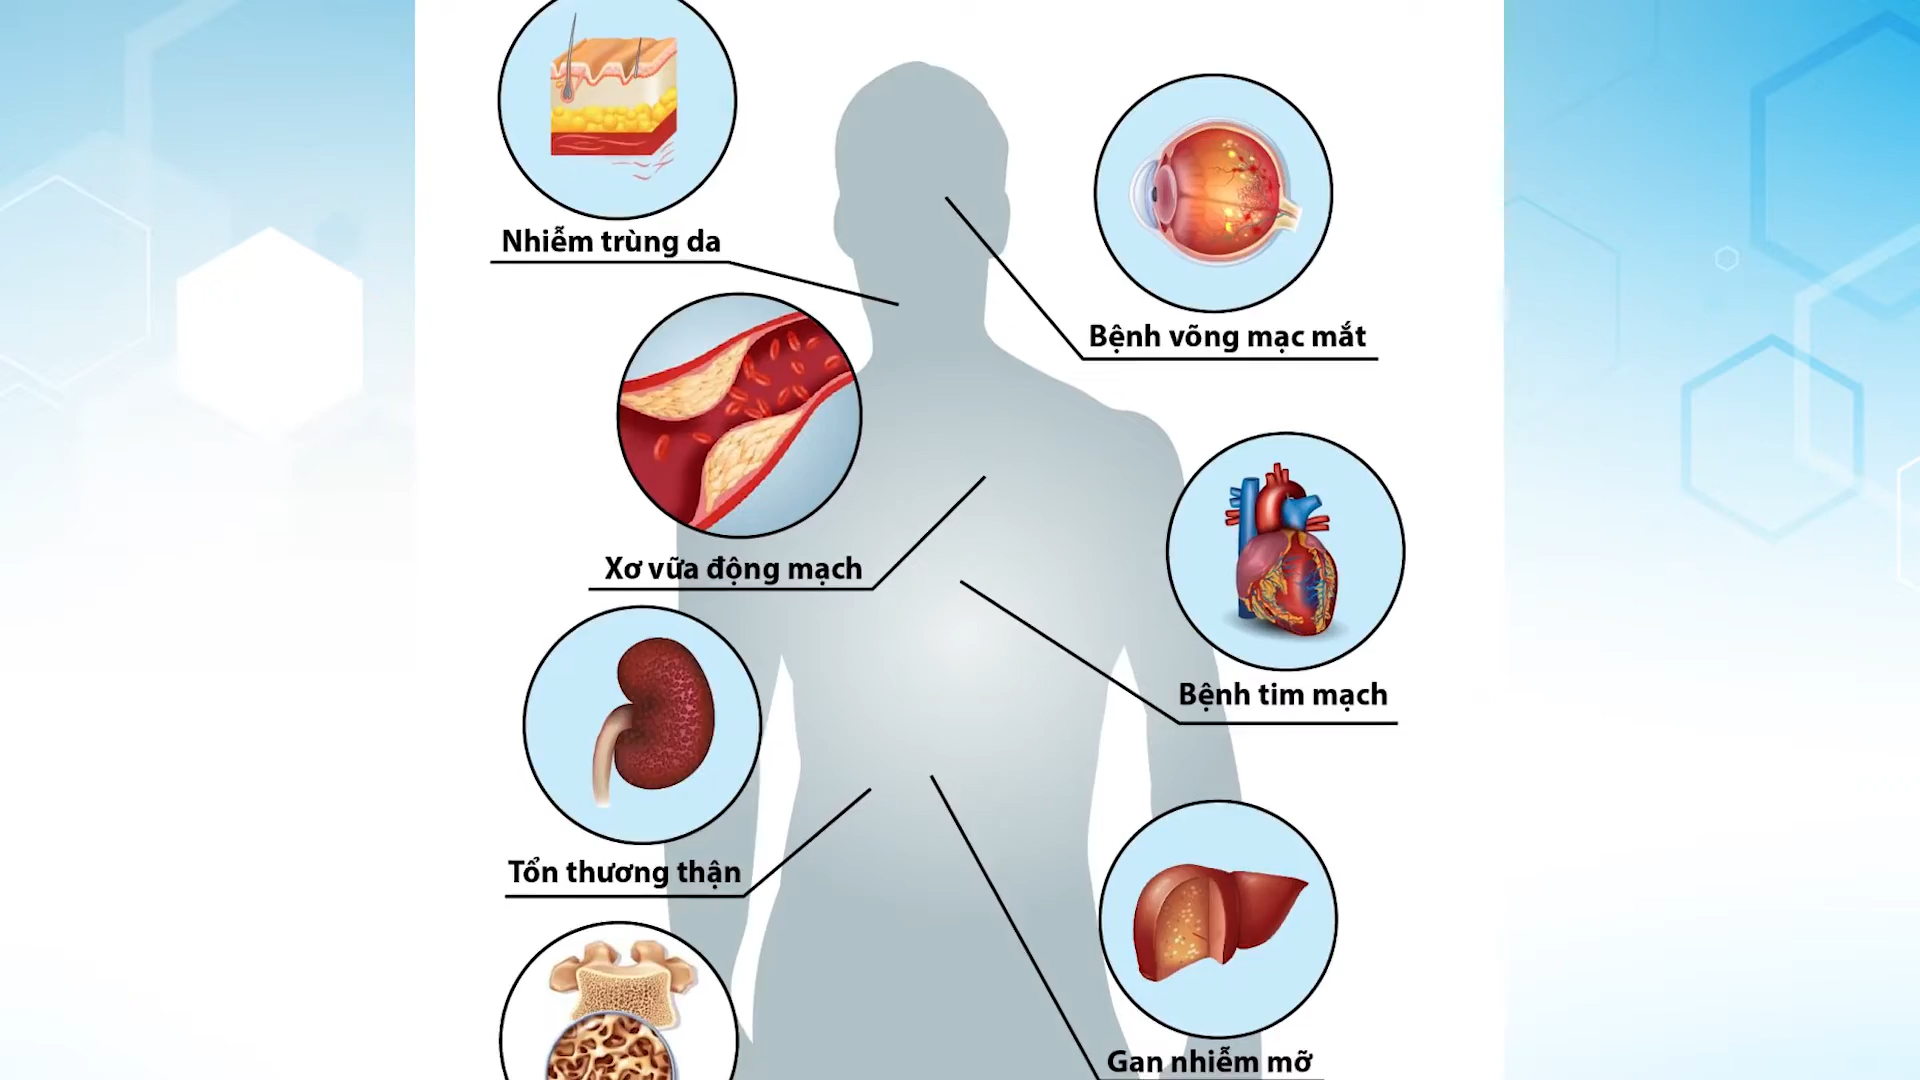 Nhiễm trùng da
Bệnh võng mạc mắt
Xơ vữa động mạch
Bệnh tim mạch
Tổn thương thận
Gan nhiễm mỡ